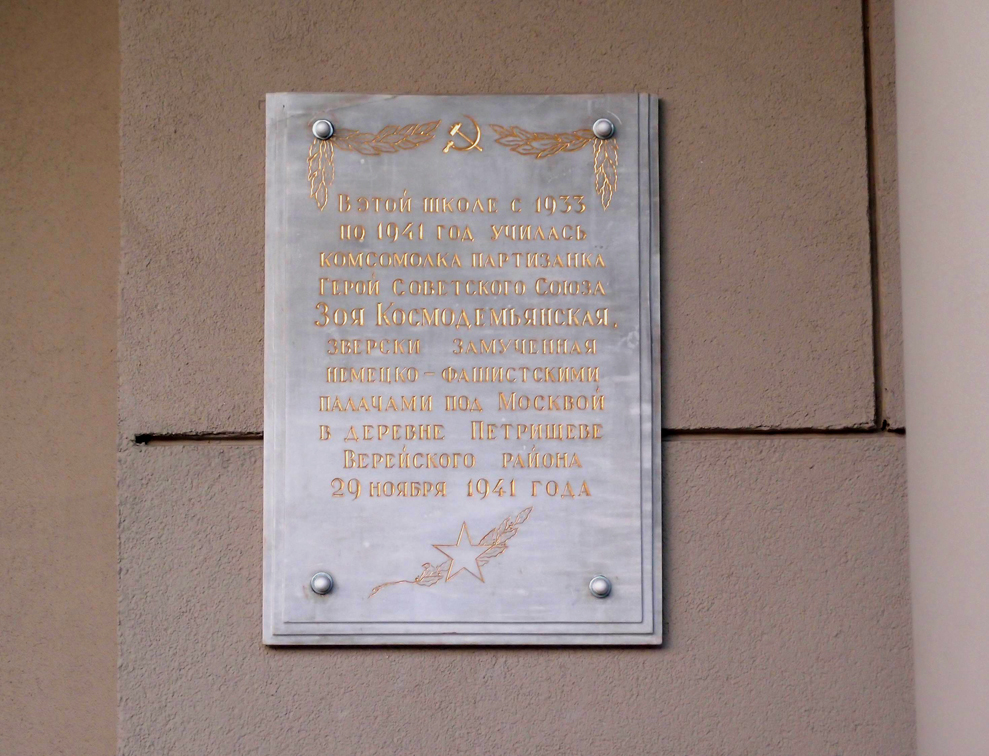 В этой школе с 1933
по 1941 год училась
комсомолка партизанка
Герой Советского Союза
Зоя Космодемьянская,
зверски замученная
немецко-фашистскими
палачами под Москвой
в деревне Петрищеве
Верейского района
29 ноября 1941 года